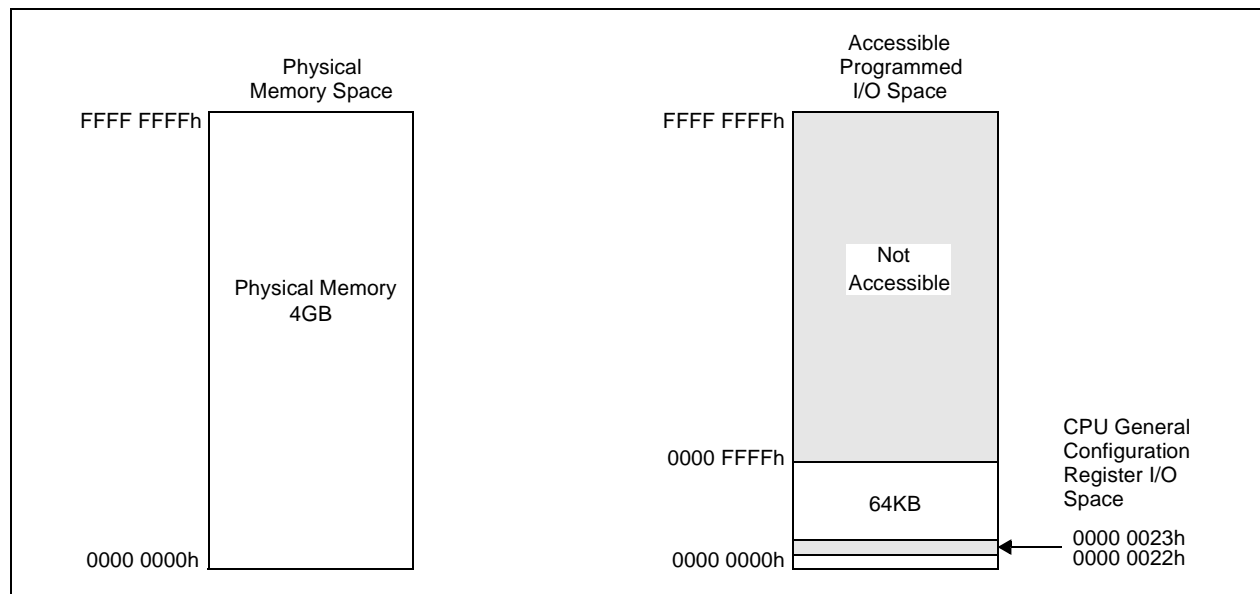 Physical
Memory Space
FFFF FFFFh
Physical Memory
4GB
0000 0000h
Accessible
Programmed
I/O Space
FFFF FFFFh
Not
Accessible
0000 FFFFh
64KB
0000 0000h
CPU General
Configuration
Register I/O
Space
0000 0023h
0000 0022h